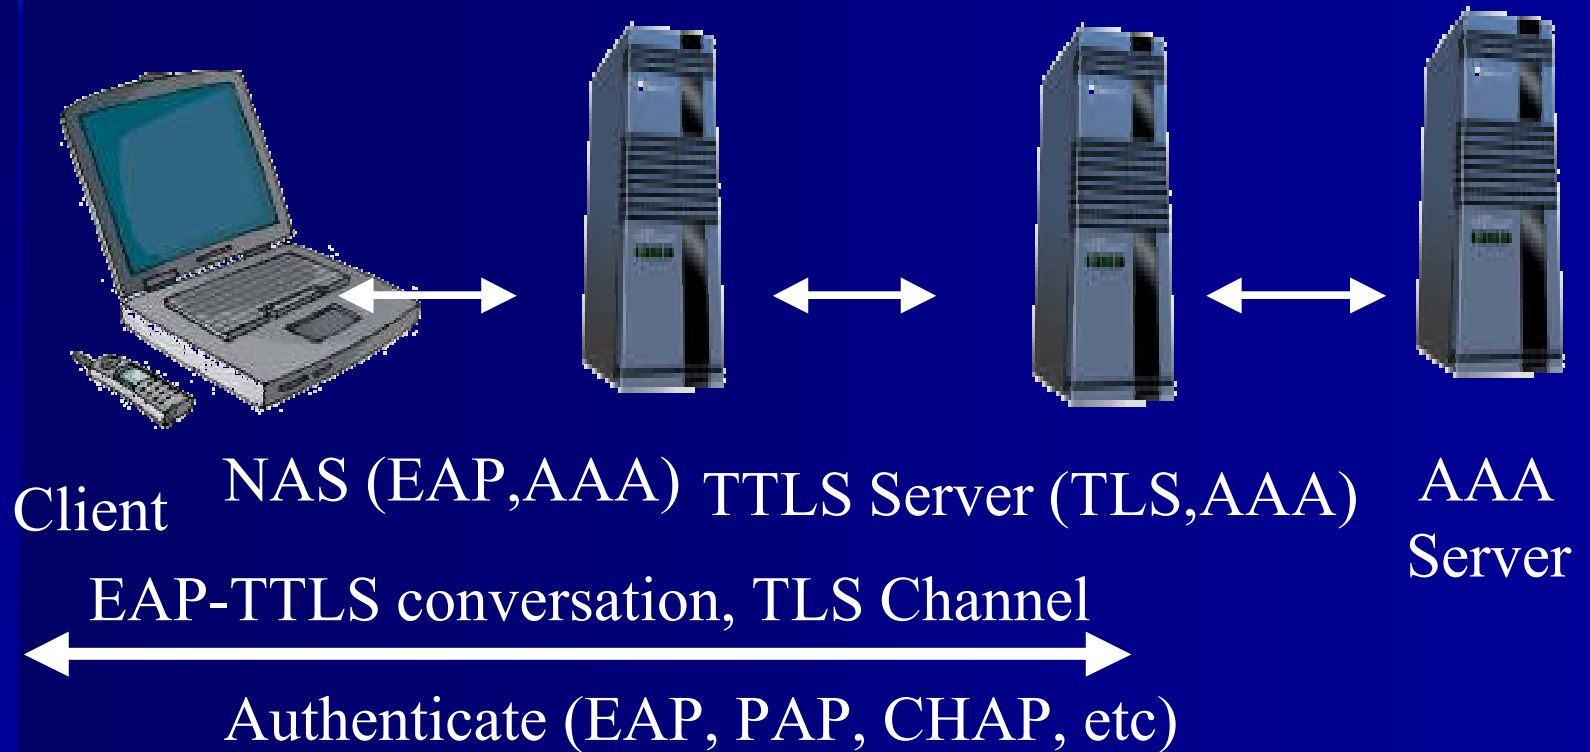 Client
NAS (EAP,AAA)
TTLS Server (TLS,AAA)
AAA
Server
EAP-TTLS conversation, TLS Channel
Authenticate (EAP, PAP, CHAP, etc)